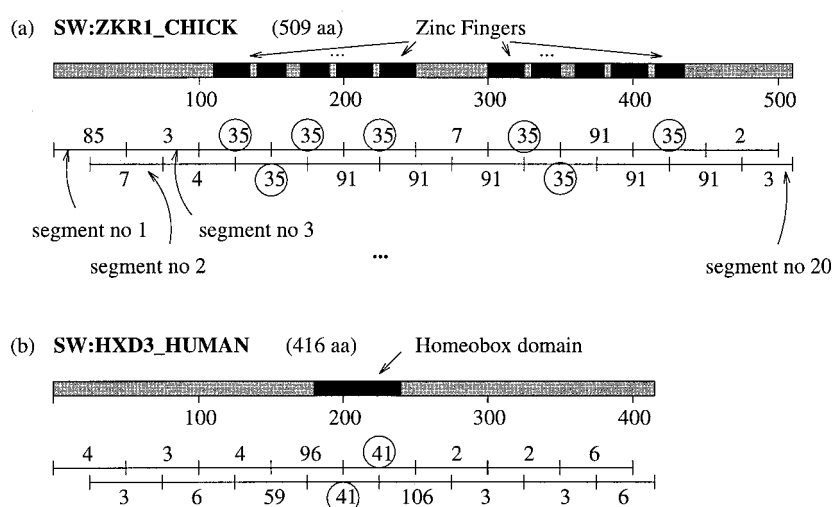 (a) SW:ZKR1_CHICK (509 aa) Zinc Fingers
... ...
100 200 300 400 500
85 3 35 35 35 7 35 91 35 2
7 4 35 91 91 91 35 91 91 3
segment no 1 segment no 3
segment no 2 segment no 20
...
(b) SW:HXD3_HUMAN (416 aa) Homeobox domain
100 200 300 400
4 3 4 96 41 2 2 6
3 6 59 41 106 3 3 6